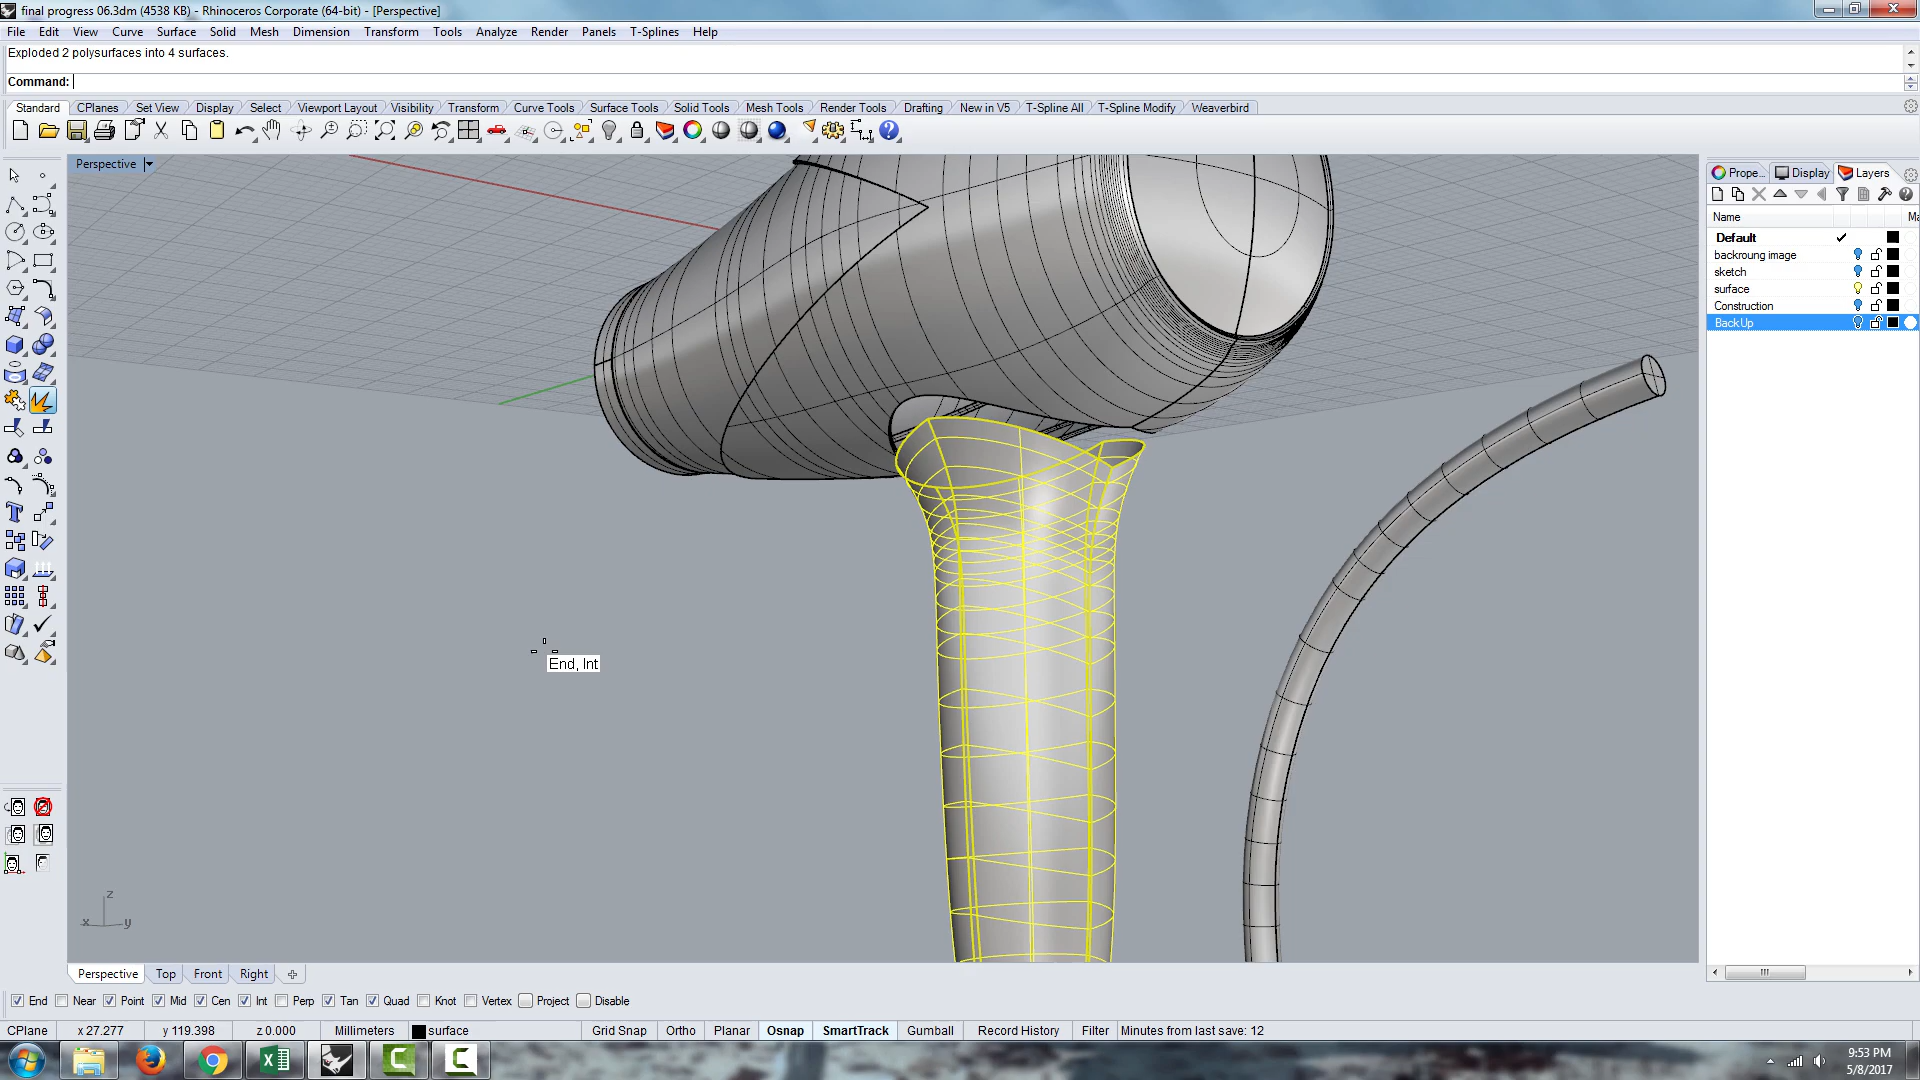 final progress 06.3dm (4538 KB) - Rhinoceros Corporate (64-bit) - [Perspective]
File Edit View Curve Surface Solid Mesh Dimension Transform Tools Analyze Render Panels T-Splines Help
Exploded 2 polysurfaces into 4 surfaces.
Command:
Standard CPlanes Set View Display Select Viewport Layout Visibility Transform Curve Tools Surface Tools Solid Tools Mesh Tools Render Tools Drafting New in V5 T-Spline All T-Spline Modify Weaverbird
Perspective
Prope... Display Layers
Name Ma
Default
backroung image
sketch
surface
Construction
BackUp
End, Int
z
x y
Perspective Top Front Right
End Near Point Mid Cen Int Perp Tan Quad Knot Vertex Project Disable
CPlane x 27.277 y 119.398 z 0.000 Millimeters surface Grid Snap Ortho Planar Osnap SmartTrack Gumball Record History Filter Minutes from last save: 12
9:53 PM
5/8/2017